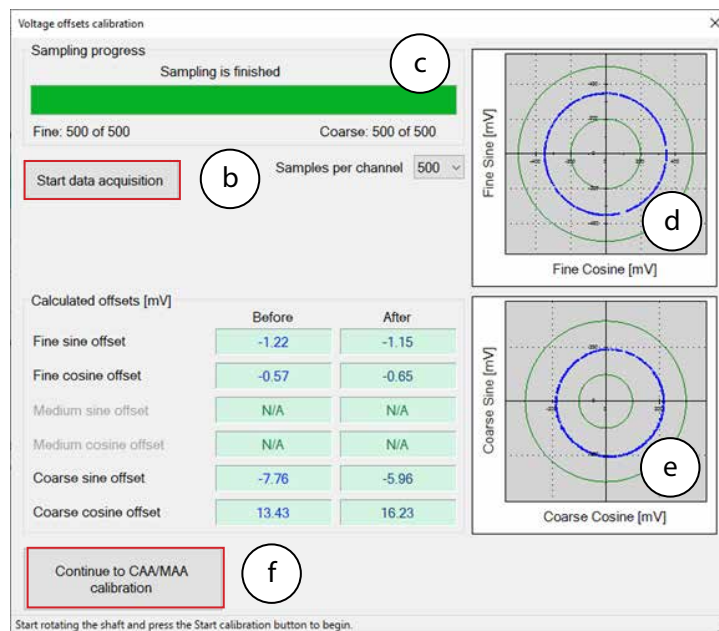 Voltage offsets calibration
Sampling progress
Sampling is finished
c
Fine: 500 of 500
Coarse: 500 of 500
Start data acquisition
b
Samples per channel
500
Fine Sine [mV]
d
Fine Cosine [mV]
Calculated offsets [mV]
Before
After
Fine sine offset
-1.22
-1.15
Fine cosine offset
-0.57
-0.65
Medium sine offset
N/A
N/A
Medium cosine offset
N/A
N/A
Coarse sine offset
-7.76
-5.96
Coarse cosine offset
13.43
16.23
Coarse Sine [mV]
e
Coarse Cosine [mV]
Continue to CAA/MAA
calibration
f
Start rotating the shaft and press the Start calibration button to begin.